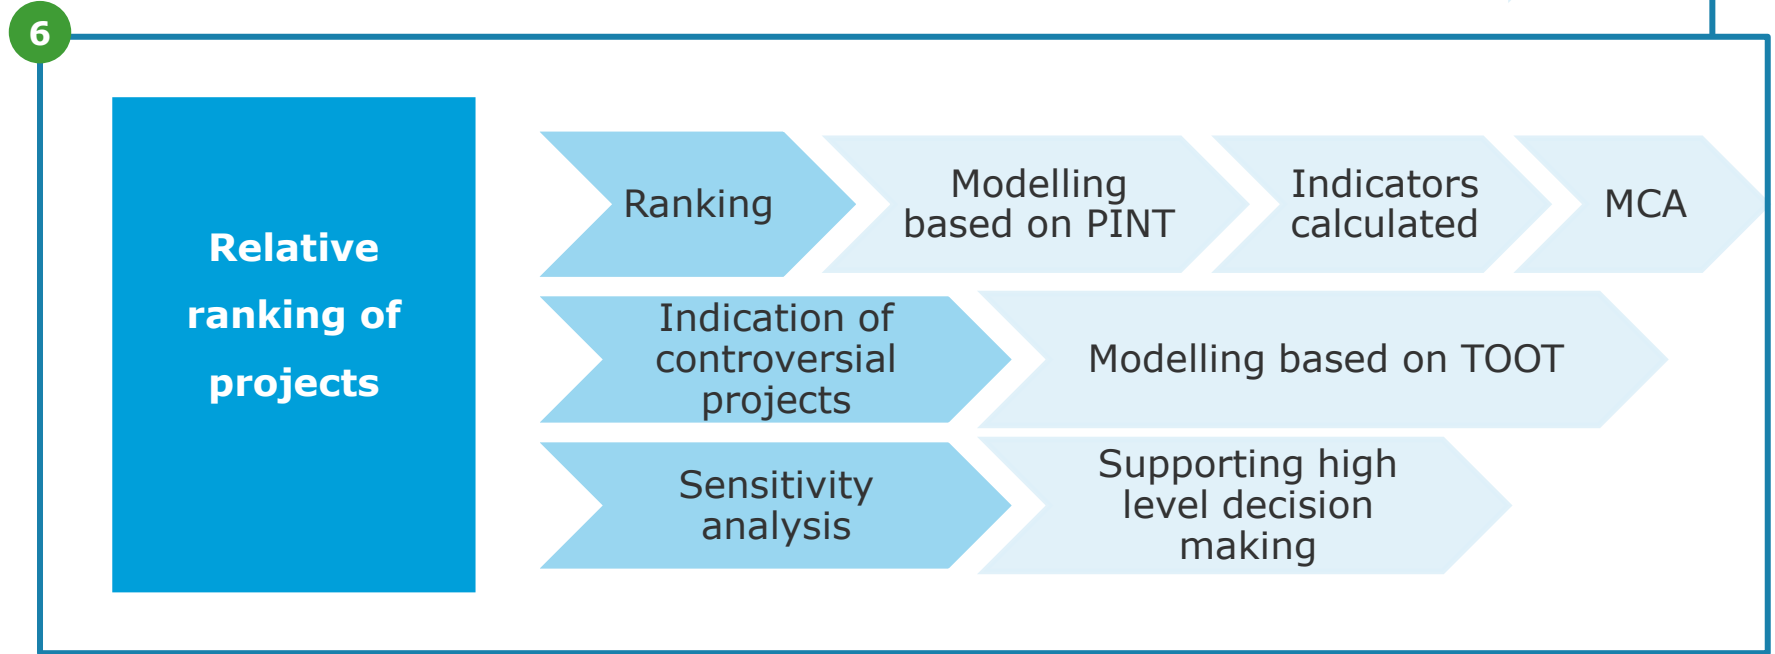 6
Relative
ranking of
projects
Ranking
Modelling
based on PINT
Indicators
calculated
MCA
Indication of
controversial
projects
Modelling based on TOOT
Sensitivity
analysis
Supporting high
level decision
making